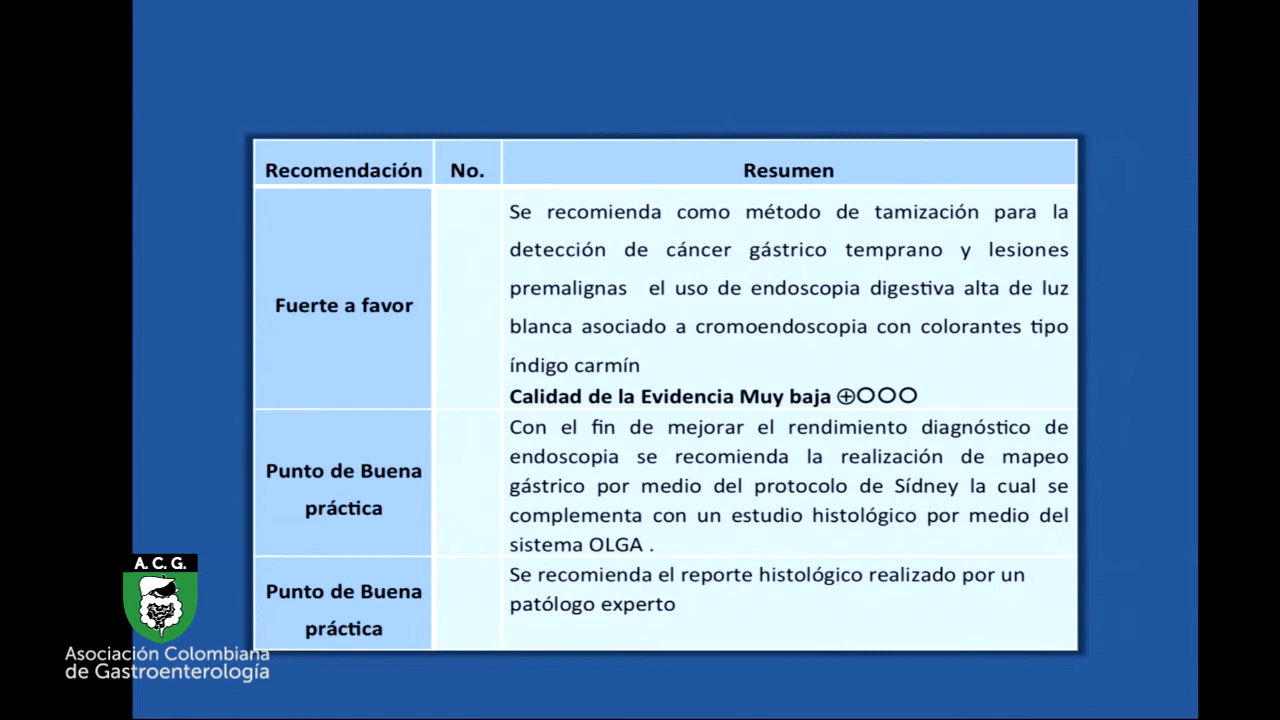 Recomendación No. Resumen
Fuerte a favor
Se recomienda como método de tamización para la
detección de cáncer gástrico temprano y lesiones
premalignas el uso de endoscopia digestiva alta de luz
blanca asociado a cromoendoscopia con colorantes tipo
índigo carmín
Calidad de la Evidencia Muy baja ⊕○○○
Punto de Buena
práctica
Con el fin de mejorar el rendimiento diagnóstico de
endoscopia se recomienda la realización de mapeo
gástrico por medio del protocolo de Sídney la cual se
complementa con un estudio histológico por medio del
sistema OLGA .
Punto de Buena
práctica
Se recomienda el reporte histológico realizado por un
patólogo experto
A. C. G.
Asociación Colombiana
de Gastroenterología